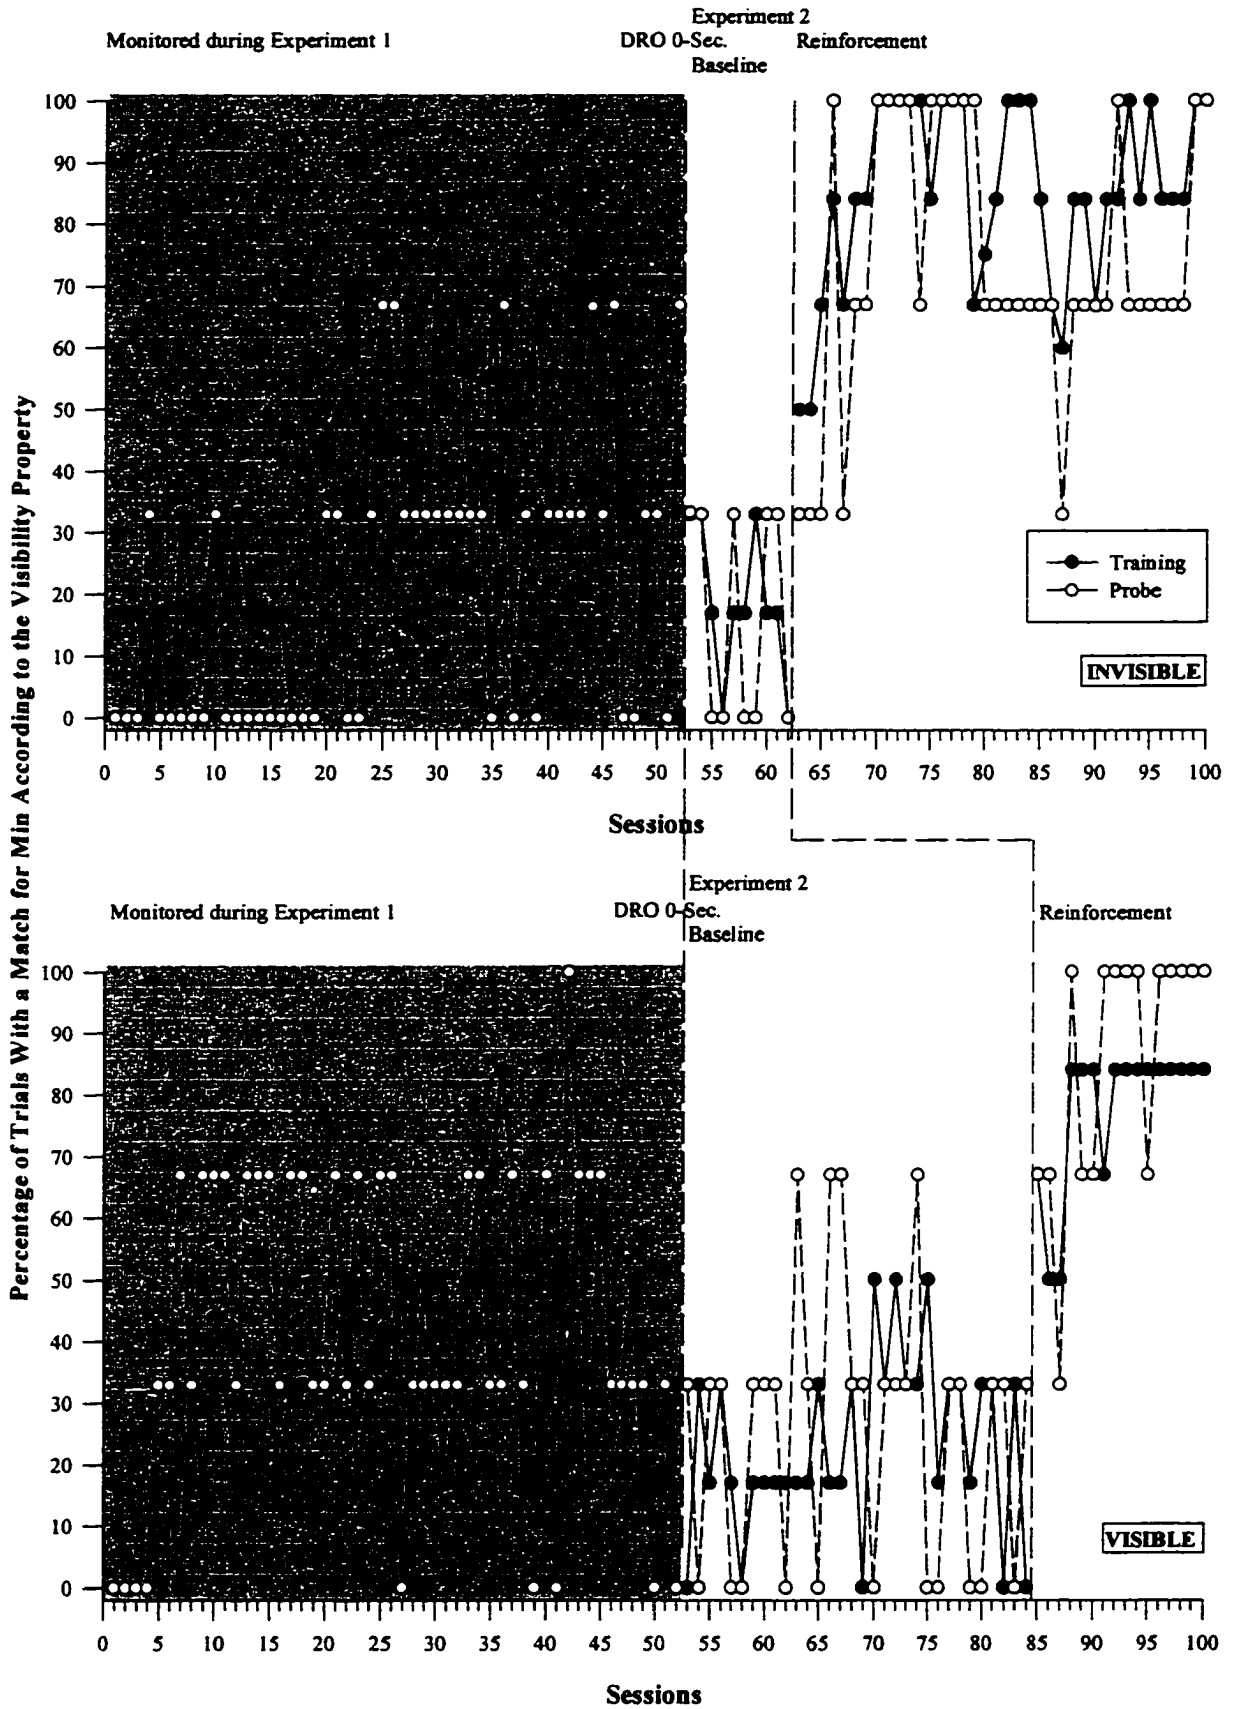 Experiment 2
Monitored during Experiment 1 DRO 0-Sec. Reinforcement
Baseline
100
90
80
70
60
50
40
30
20
10
0
Training
Probe
INVISIBLE
0 5 10 15 20 25 30 35 40 45 50 55 60 65 70 75 80 85 90 95 100
Sessions
Percentage of Trials With a Match for Min According to the Visibility Property
Experiment 2
Monitored during Experiment 1 DRO 0-Sec. Reinforcement
Baseline
100
90
80
70
60
50
40
30
20
10
0
VISIBLE
0 5 10 15 20 25 30 35 40 45 50 55 60 65 70 75 80 85 90 95 100
Sessions